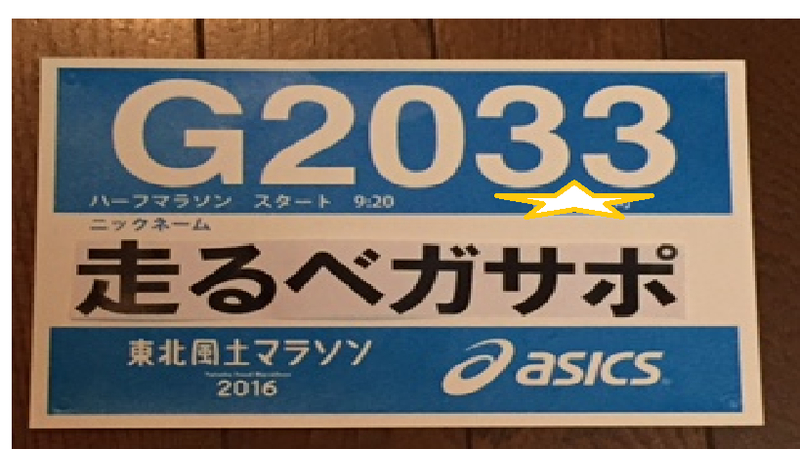 G2033
ハーフマラソン スタート 9:20
ニックネーム
走るベガサポ
東北風土マラソン
2016
asics